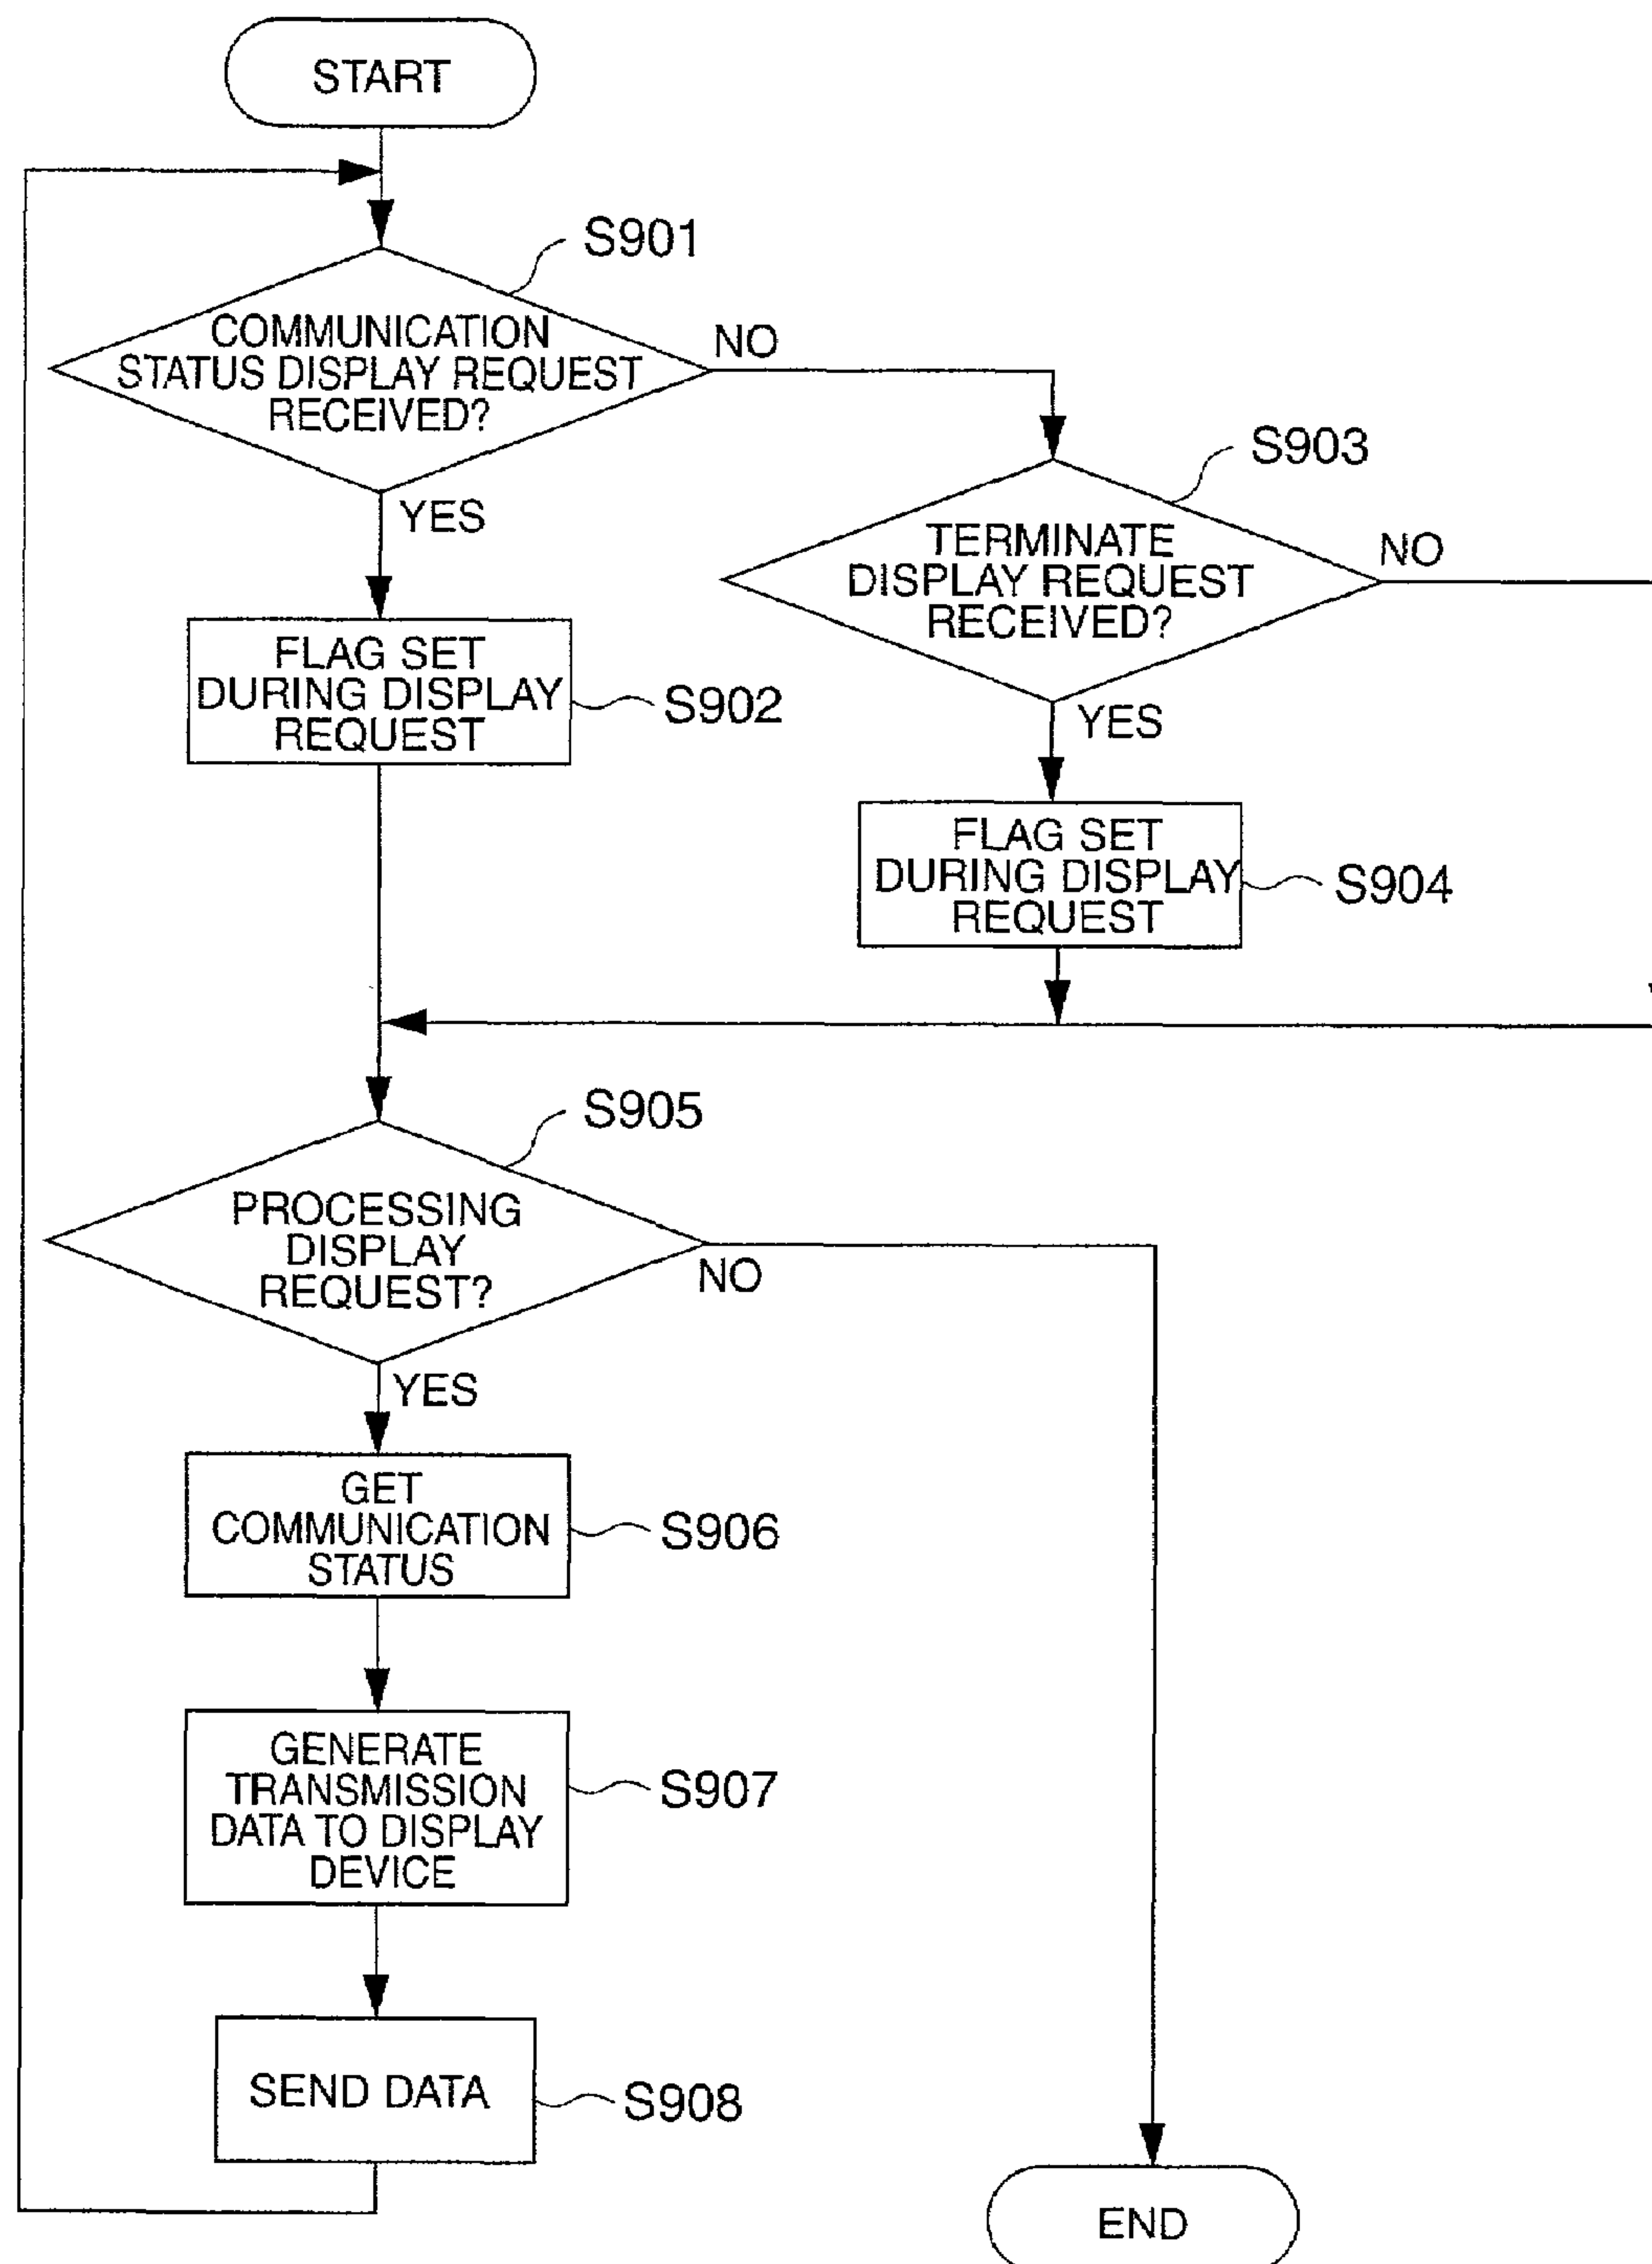 START
S901
COMMUNICATION
STATUS DISPLAY REQUEST
RECEIVED?
NO
YES
S903
TERMINATE
DISPLAY REQUEST
RECEIVED?
NO
YES
FLAG SET
DURING DISPLAY
REQUEST
S902
FLAG SET
DURING DISPLAY
REQUEST
S904
S905
PROCESSING
DISPLAY
REQUEST?
NO
YES
GET
COMMUNICATION
STATUS
S906
GENERATE
TRANSMISSION
DATA TO DISPLAY
DEVICE
S907
SEND DATA
S908
END